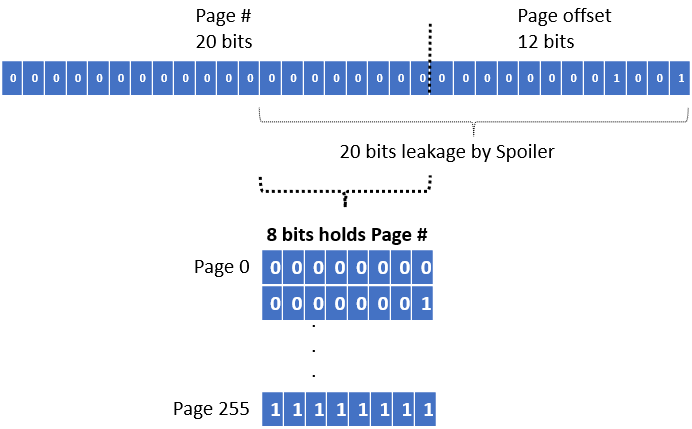 Page #
20 bits
Page offset
12 bits
0 0 0 0 0 0 0 0 0 0 0 0 0 0 0 0 0 0 0 0 0 0 0 0 0 0 0 0 1 0 0 1
20 bits leakage by Spoiler
8 bits holds Page #
Page 0 0 0 0 0 0 0 0 0
0 0 0 0 0 0 0 1
.
.
.
Page 255 1 1 1 1 1 1 1 1